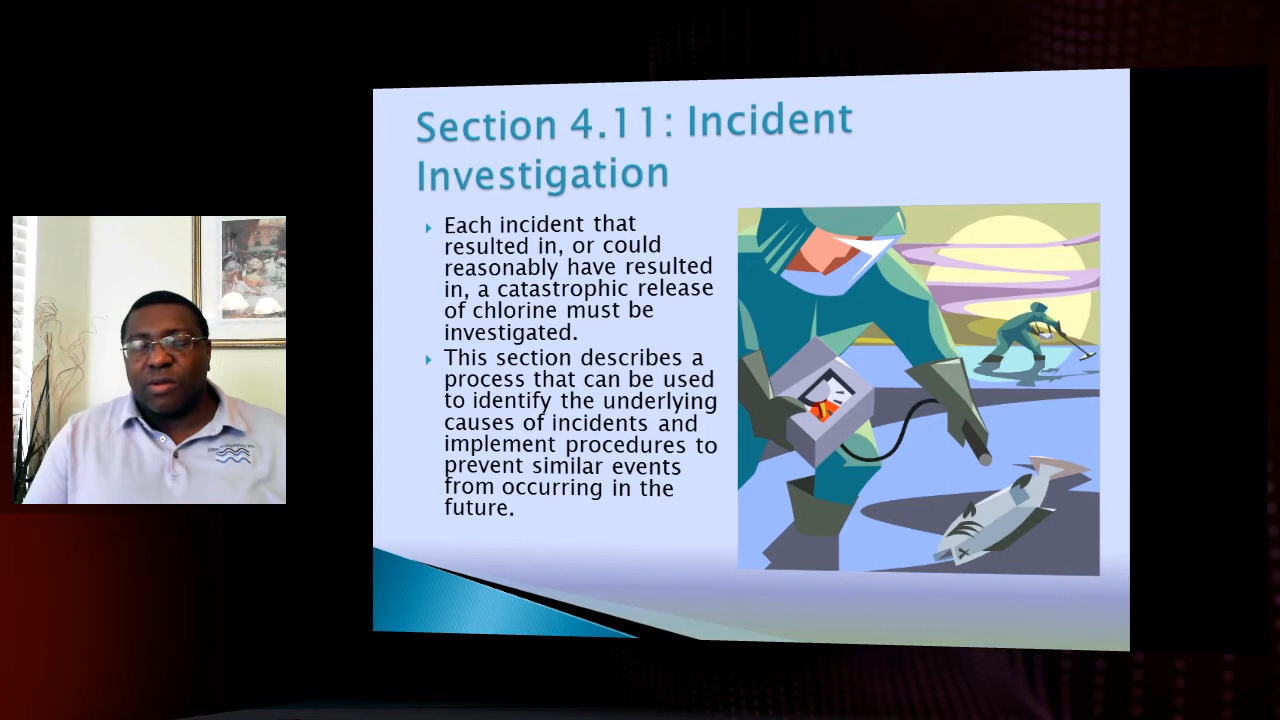 Section 4.11: Incident
Investigation
Each incident that
resulted in, or could
reasonably have resulted
in, a catastrophic release
of chlorine must be
investigated.
This section describes a
process that can be used
to identify the underlying
causes of incidents and
implement procedures to
prevent similar events
from occurring in the
future.